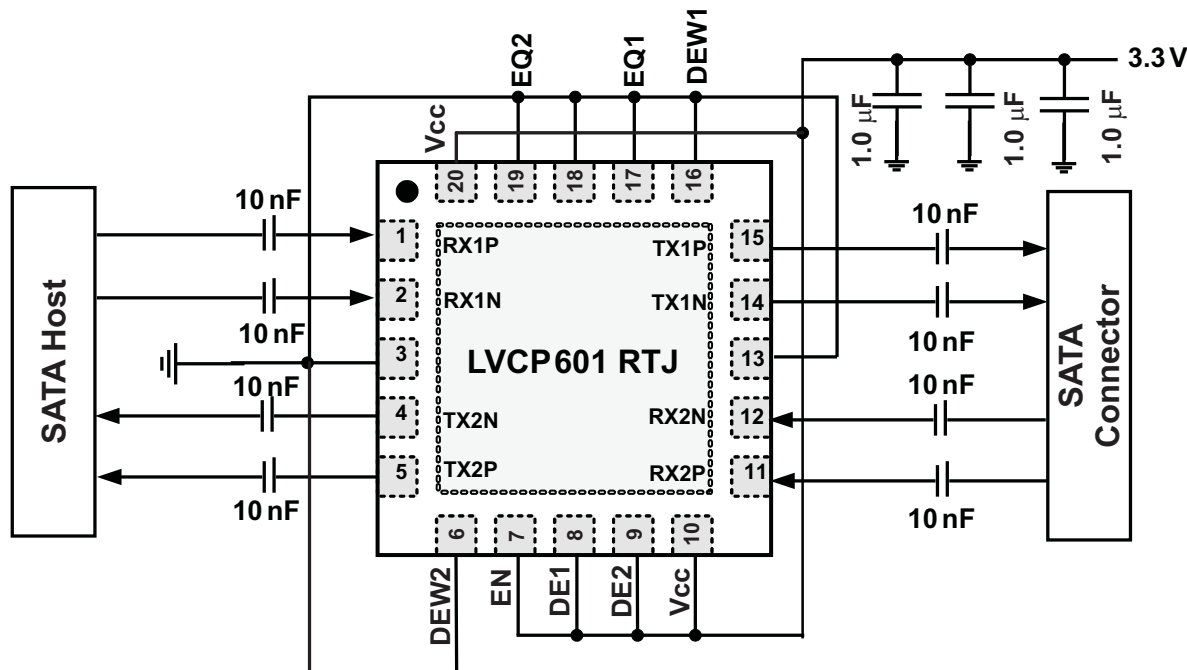 EQ2
EQ1
DEW1
3.3 V
Vcc
1.0 μF
1.0 μF
1.0 μF
20
19
18
17
16
SATA Host
10 nF
10 nF
10 nF
10 nF
1
RX1P
2
RX1N
3
4
TX2N
5
TX2P
LVCP601 RTJ
TX1P
15
TX1N
14
13
RX2N
12
RX2P
11
10 nF
10 nF
10 nF
10 nF
SATA
Connector
6
7
8
9
10
DEW2
EN
DE1
DE2
Vcc